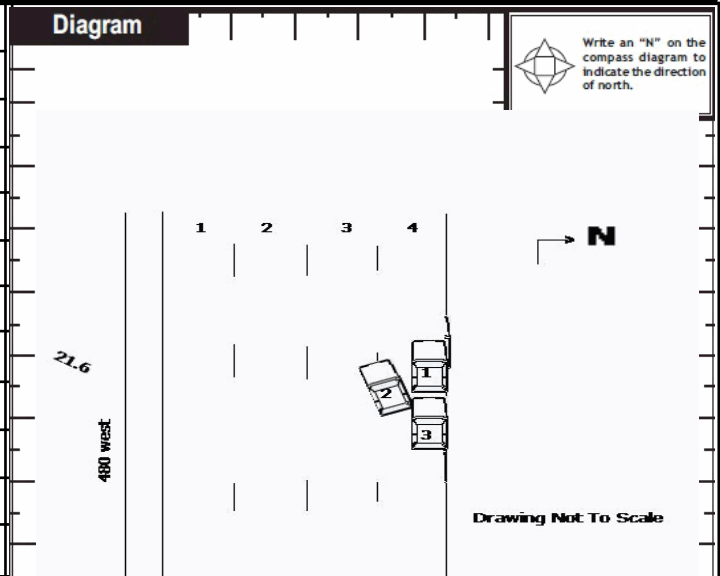 Diagram
Write an “N” on the
compass diagram to
indicate the direction
of north.
1 2 3 4
N
21.6
1
2
3
480 west
Drawing Not To Scale